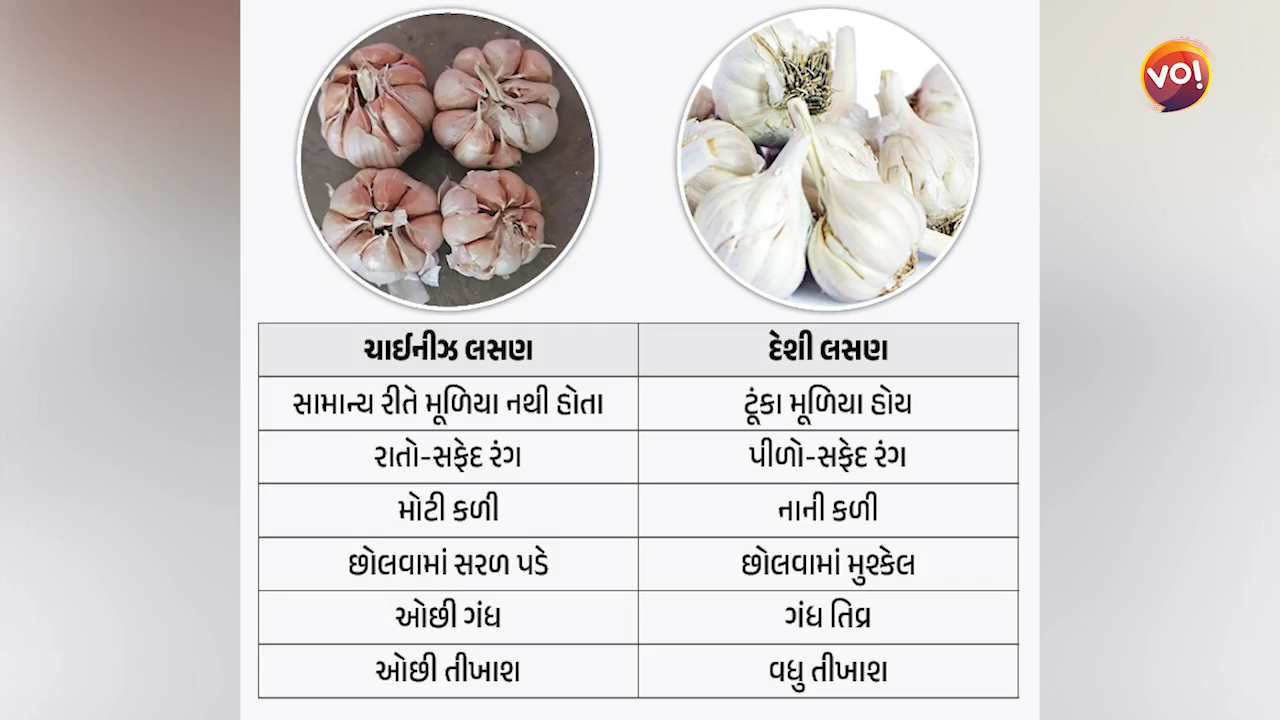 VO!
ચાઈનીઝ લસણ દેશી લસણ
સામાન્ય રીતે મૂળિયા નથી હોતા ટૂંકા મૂળિયા હોય
રાતો-સફેદ રંગ પીળો-સફેદ રંગ
મોટી કળી નાની કળી
છોલવામાં સરળ પડે છોલવામાં મુશ્કેલ
ઓછી ગંધ ગંધ તિવ્ર
ઓછી તીખાશ વધુ તીખાશ